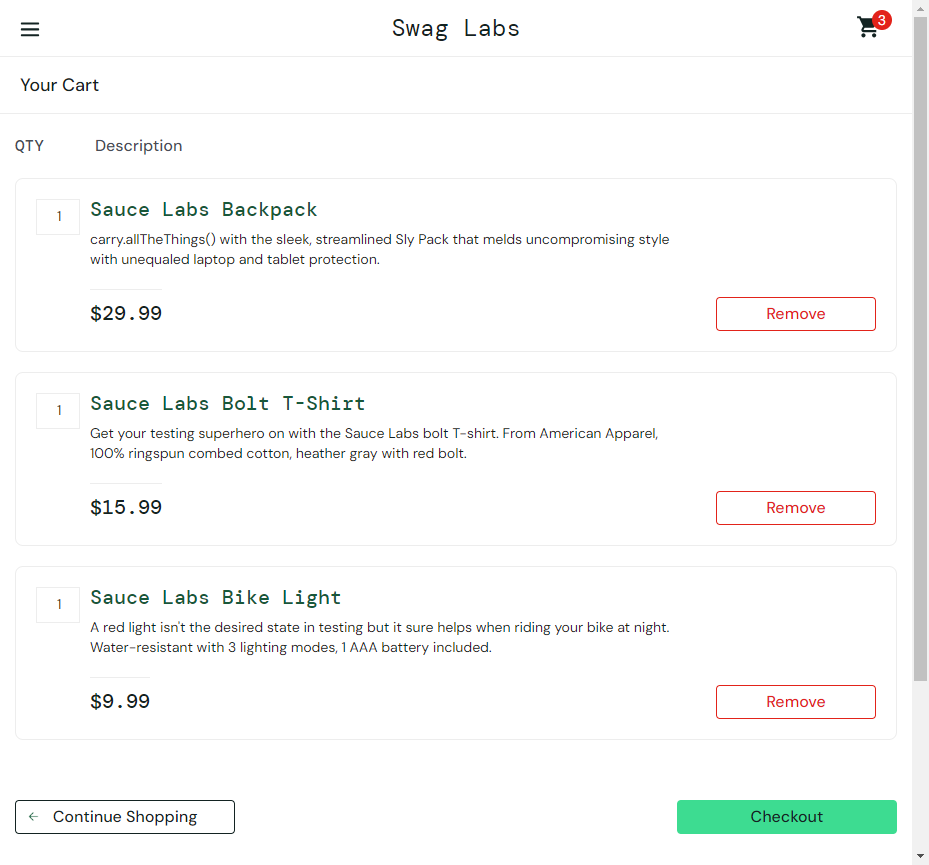 Swag Labs
3
Your Cart
QTY Description
1 Sauce Labs Backpack
carry.allTheThings() with the sleek, streamlined Sly Pack that melds uncompromising style
with unequaled laptop and tablet protection.
$29.99 Remove
1 Sauce Labs Bolt T-Shirt
Get your testing superhero on with the Sauce Labs bolt T-shirt. From American Apparel,
100% ringspun combed cotton, heather gray with red bolt.
$15.99 Remove
1 Sauce Labs Bike Light
A red light isn't the desired state in testing but it sure helps when riding your bike at night.
Water-resistant with 3 lighting modes, 1 AAA battery included.
$9.99 Remove
Continue Shopping Checkout